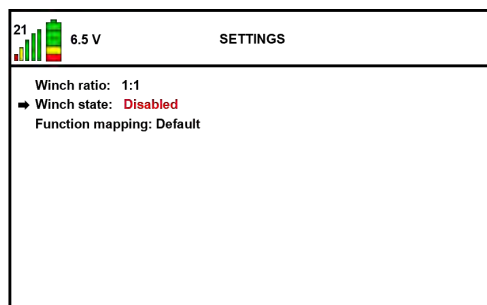 21
6.5 V
SETTINGS
Winch ratio: 1:1
Winch state: Disabled
Function mapping: Default